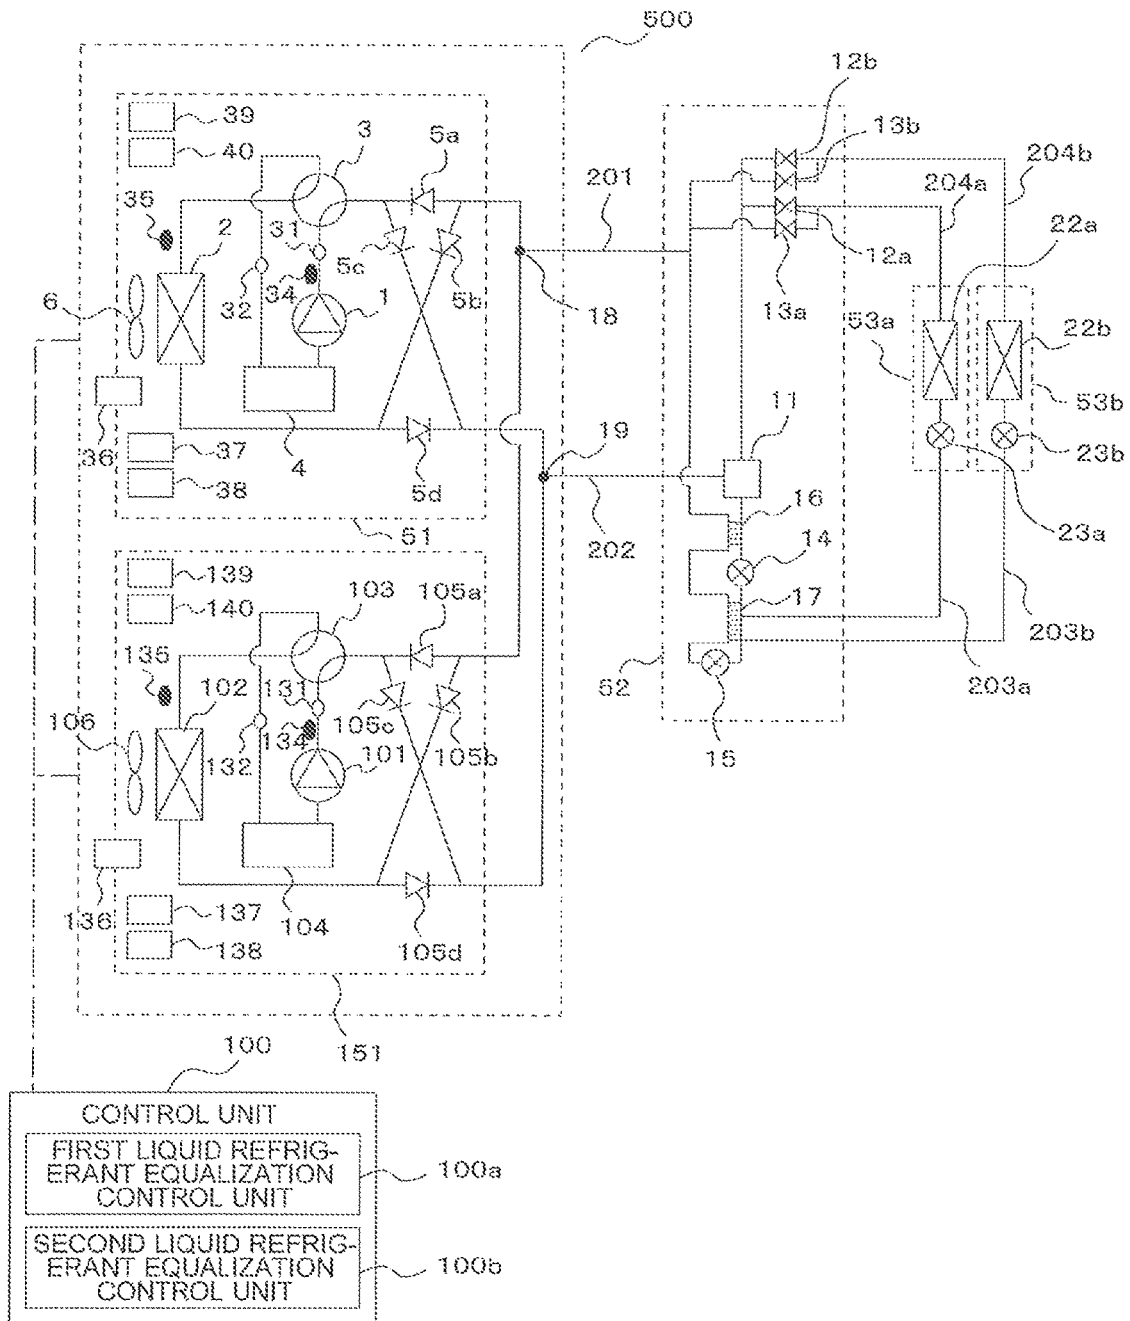 500
39
40
3
5a
12b
13b
204b
201
204a
35
2
31
5c
5b
12a
22a
6
32
34
1
18
13a
53a
22b
36
37
4
19
11
53b
38
5d
16
23b
51
202
14
23a
139
140
103
105a
17
203b
135
102
131
52
203a
106
132
134
105c
105b
101
15
136
137
104
138
105d
151
100
CONTROL UNIT
FIRST LIQUID REFRIG-
ERANT EQUALIZATION
CONTROL UNIT
100a
SECOND LIQUID REFRIG-
ERANT EQUALIZATION
CONTROL UNIT
100b